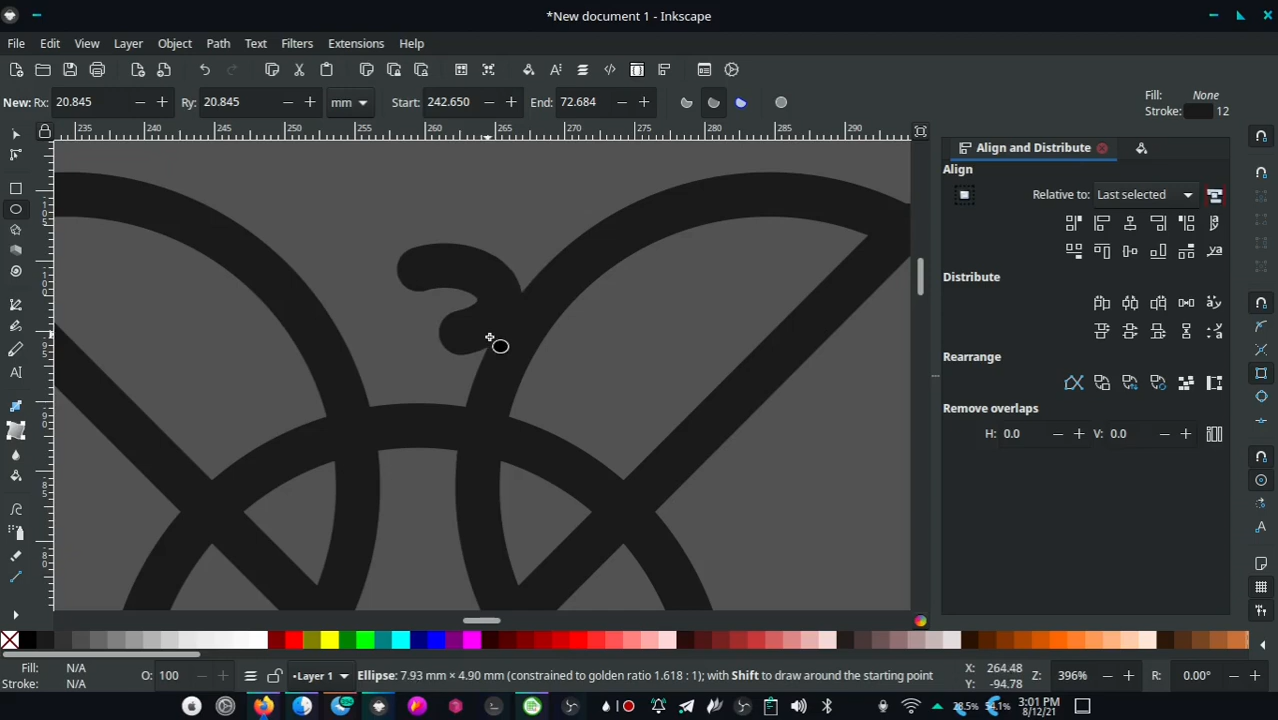 *New document 1 - Inkscape
File Edit View Layer Object Path Text Filters Extensions Help
New: Rx: 20.845 Ry: 20.845 mm Start: 242.650 End: 72.684
Fill: None
Stroke: 12
235 240 245 250 255 260 265 270 275 280 285 290
Align and Distribute
Align
Relative to: Last selected
Distribute
Rearrange
Remove overlaps
H: 0.0 V: 0.0
Fill: N/A
Stroke: N/A
O: 100
•Layer 1
Ellipse: 7.93 mm × 4.90 mm (constrained to golden ratio 1.618 : 1); with Shift to draw around the starting point
X: 264.48
Y: -94.78
Z: 396%
R: 0.00°
28.5% 54.1%
3:01 PM
8/12/21